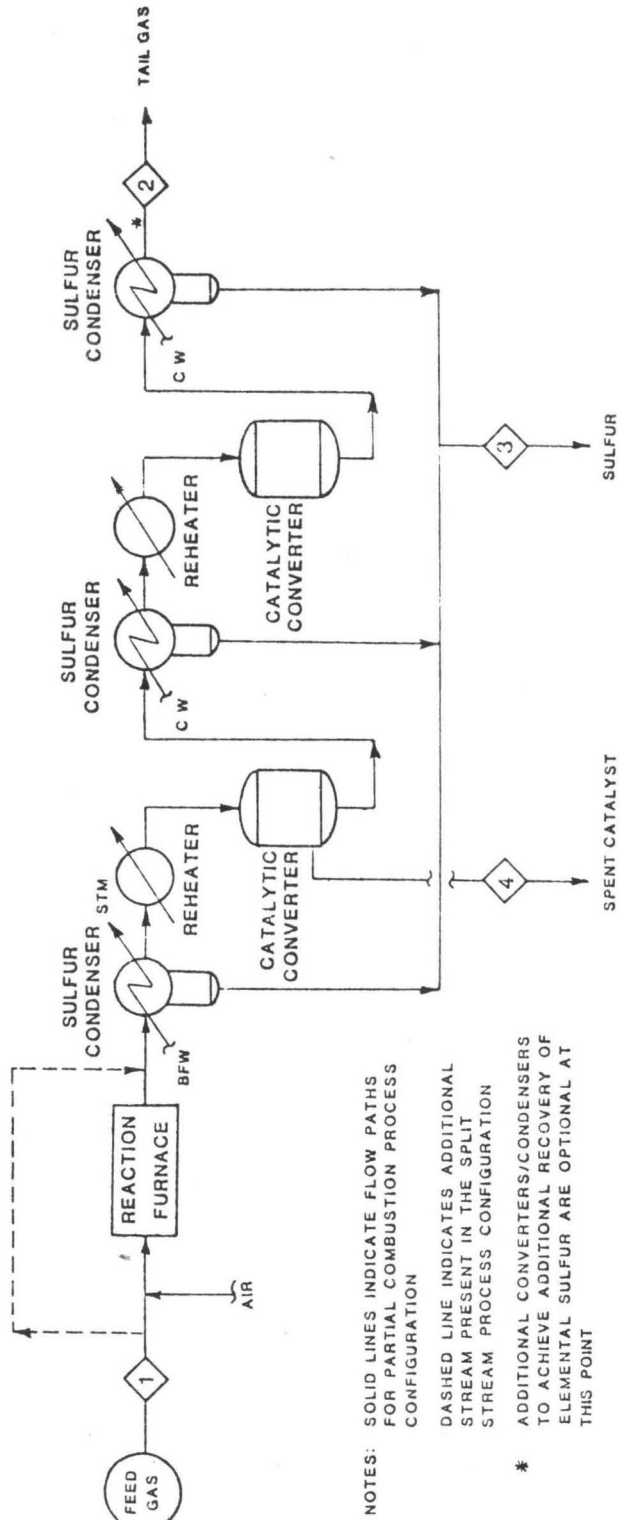 FEED
GAS
1
AIR
REACTION
FURNACE
SULFUR
CONDENSER
BFW
STM
REHEATER
CATALYTIC
CONVERTER
SULFUR
CONDENSER
CW
REHEATER
CATALYTIC
CONVERTER
SULFUR
CONDENSER
CW
*
2
TAIL GAS
3
SULFUR
4
SPENT CATALYST
NOTES: SOLID LINES INDICATE FLOW PATHS
FOR PARTIAL COMBUSTION PROCESS
CONFIGURATION
DASHED LINE INDICATES ADDITIONAL
STREAM PRESENT IN THE SPLIT
STREAM PROCESS CONFIGURATION
* ADDITIONAL CONVERTERS/CONDENSERS
TO ACHIEVE ADDITIONAL RECOVERY OF
ELEMENTAL SULFUR ARE OPTIONAL AT
THIS POINT